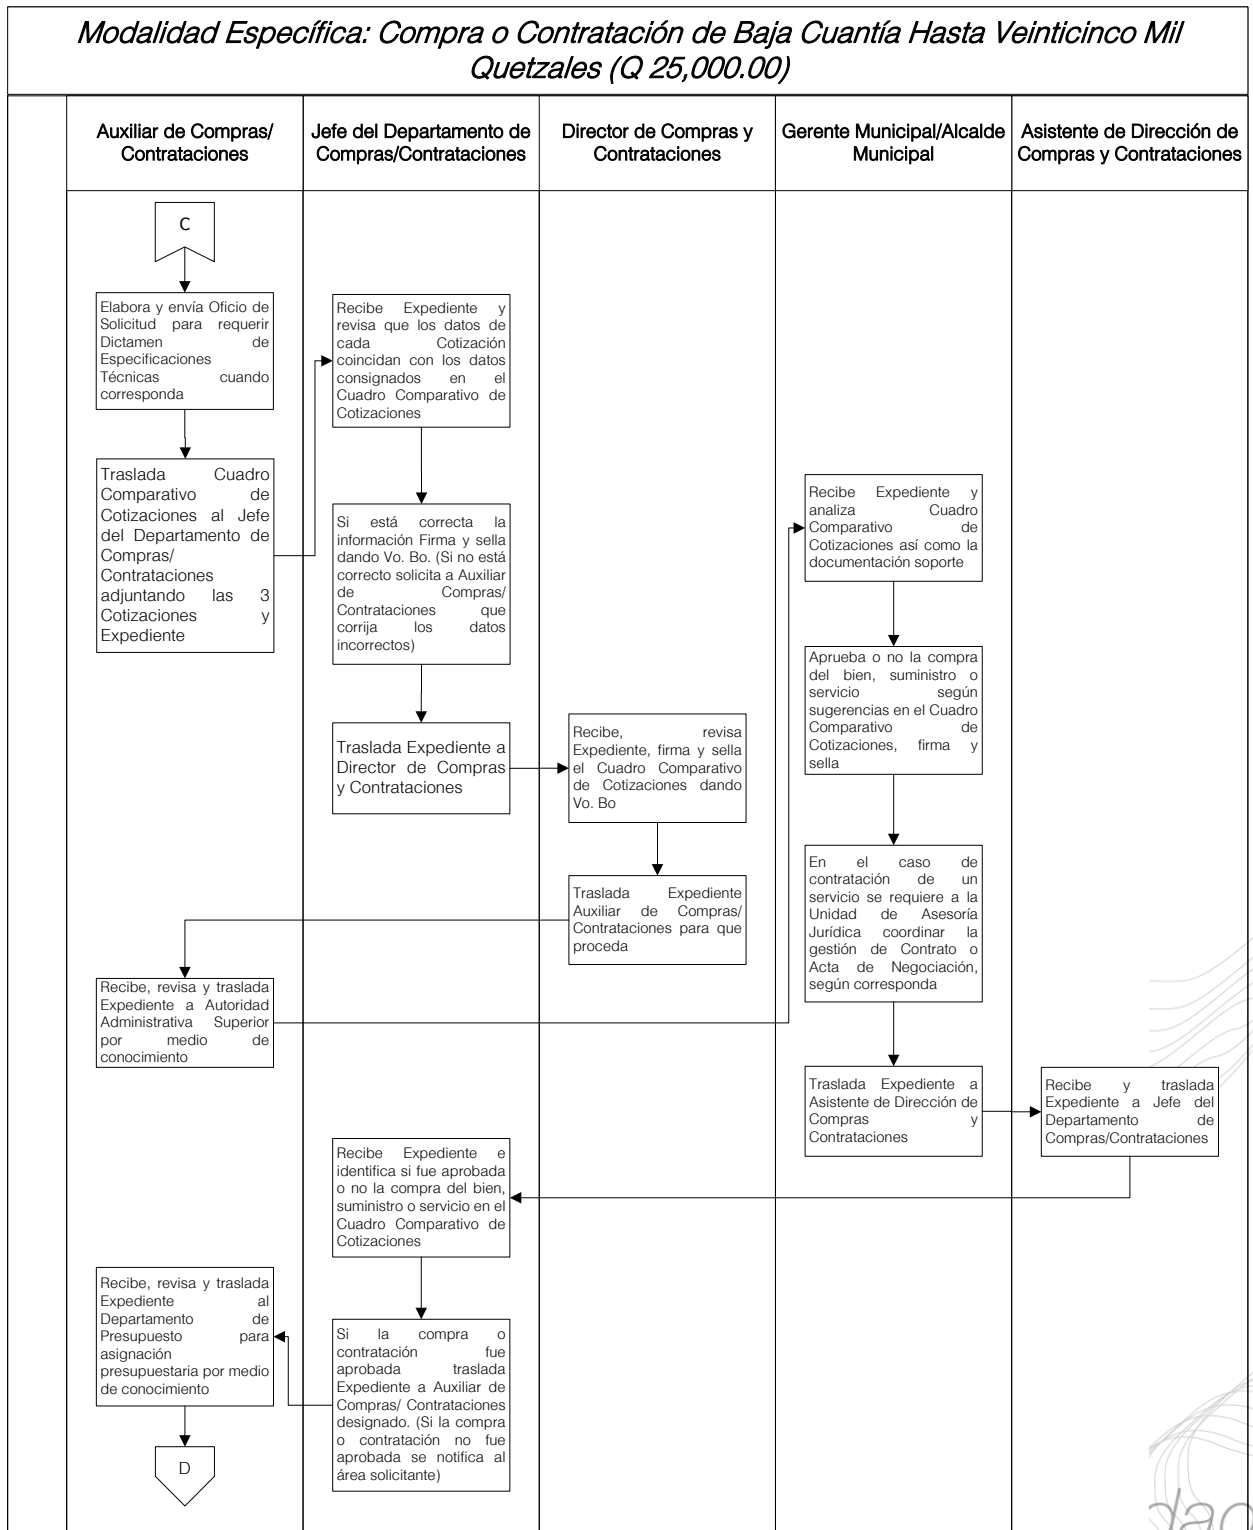 Modalidad Específica: Compra o Contratación de Baja Cuantía Hasta Veinticinco Mil
Quetzales (Q 25,000.00)
Auxiliar de Compras/
Contrataciones
Jefe del Departamento de
Compras/Contrataciones
Director de Compras y
Contrataciones
Gerente Municipal/Alcalde
Municipal
Asistente de Dirección de
Compras y Contrataciones
C
Elabora y envía Oficio de
Solicitud para requerir
Dictamen de
Especificaciones
Técnicas cuando
corresponda
Traslada Cuadro
Comparativo de
Cotizaciones al Jefe
del Departamento de
Compras/
Contrataciones
adjuntando las 3
Cotizaciones y
Expediente
Recibe Expediente y
revisa que los datos de
cada Cotización
coincidan con los datos
consignados en el
Cuadro Comparativo de
Cotizaciones
Si está correcta la
información Firma y sella
dando Vo. Bo. (Si no está
correcto solicita a Auxiliar
de Compras/
Contrataciones que
corrija los datos
incorrectos)
Traslada Expediente a
Director de Compras
y Contrataciones
Recibe, revisa
Expediente, firma y sella
el Cuadro Comparativo
de Cotizaciones dando
Vo. Bo
Traslada Expediente
Auxiliar de Compras/
Contrataciones para que
proceda
Recibe, revisa y traslada
Expediente a Autoridad
Administrativa Superior
por medio de
conocimiento
Recibe Expediente y
analiza Cuadro
Comparativo de
Cotizaciones así como la
documentación soporte
Aprueba o no la compra
del bien, suministro o
servicio según
sugerencias en el Cuadro
Comparativo de
Cotizaciones, firma y
sella
En el caso de
contratación de un
servicio se requiere a la
Unidad de Asesoría
Jurídica coordinar la
gestión de Contrato o
Acta de Negociación,
según corresponda
Traslada Expediente a
Asistente de Dirección de
Compras y
Contrataciones
Recibe y traslada
Expediente a Jefe del
Departamento de
Compras/Contrataciones
Recibe Expediente e
identifica si fue aprobada
o no la compra del bien,
suministro o servicio en el
Cuadro Comparativo de
Cotizaciones
Si la compra o
contratación fue
aprobada traslada
Expediente a Auxiliar de
Compras/ Contrataciones
designado. (Si la compra
o contratación no fue
aprobada se notifica al
área solicitante)
Recibe, revisa y traslada
Expediente al
Departamento de
Presupuesto para
asignación
presupuestaria por medio
de conocimiento
D